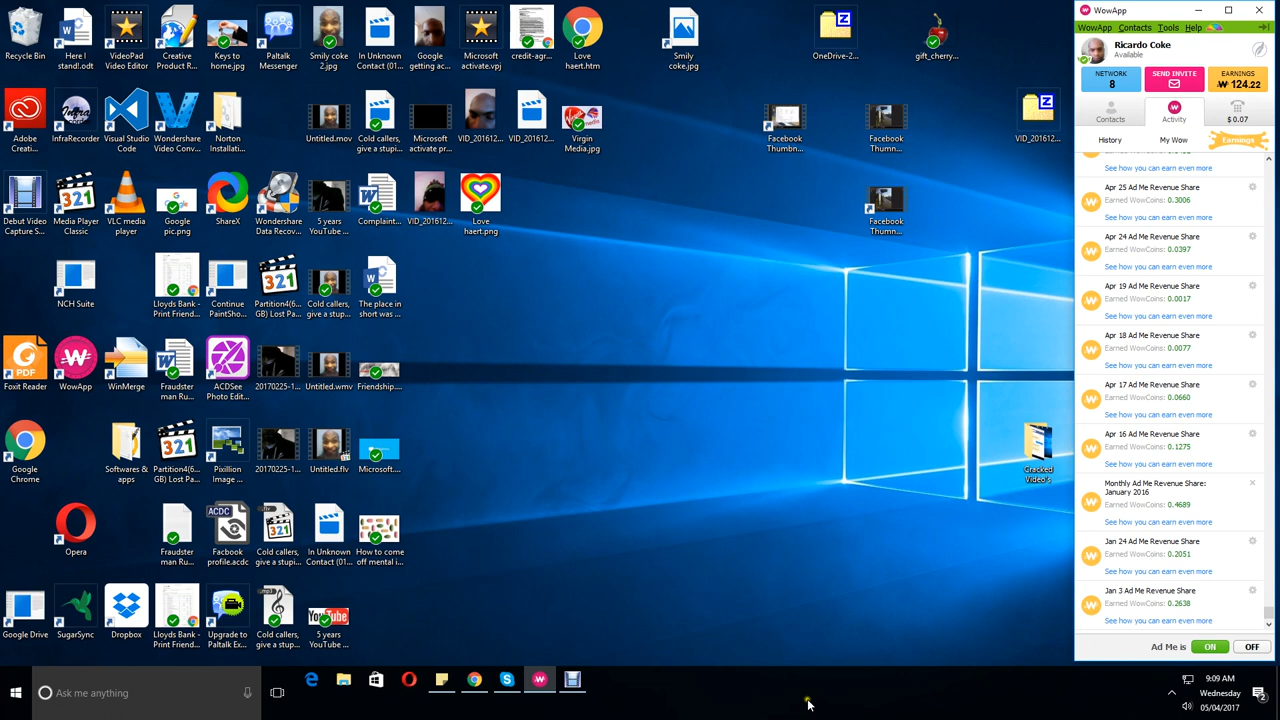 Recycle Bin
Here I stand!.odt
VideoPad Video Editor
Creative Product R...
Keys to home.jpg
Paltalk Messenger
Smily coke 2.jpg
In Unknown Contact (01...
Google getting ac...
Microsoft activate.vpj
credit-agr...
Love haert.htm
Smily coke.jpg
OneDrive-2...
gift_cherry...
Adobe Creati...
InfraRecorder
Visual Studio Code
Wondershare Video Conv...
Norton Installati...
Untitled.mov
Cold callers, give a stup...
Microsoft activate pr...
VID_201612...
VID_201612...
Virgin Media.jpg
Facebook Thumbn...
Facebook Thumn...
VID_201612...
Debut Video Capture S...
Media Player Classic
VLC media player
Google pic.png
ShareX
Wondershare Data Recov...
5 years YouTube ...
Complaint...
VID_201612...
Love haert.png
Facebook Thumn...
NCH Suite
Lloyds Bank - Print Friend...
Continue PaintSho...
Partition4(6... GB) Lost Pa...
Cold callers, give a stup...
The place in short was ...
Foxit Reader
WowApp
WinMerge
Fraudster man Ru...
ACDSee Photo Edit...
20170225-1...
Untitled.wmv
Friendship....
Google Chrome
Softwares & apps
Partition4(6... GB) Lost Pa...
Pixillion Image ...
20170225-1...
Untitled.flv
Microsoft....
Cracked Video's
Opera
Fraudster man Ru...
Facbook profile.acdc
Cold callers, give a stupi...
In Unknown Contact (01...
How to come off mental i...
Google Drive
SugarSync
Dropbox
Lloyds Bank - Print Friend...
Upgrade to Paltalk Ex...
Cold callers, give a stup...
5 years YouTube ...
WowApp
WowApp Contacts Tools Help
Ricardo Coke
Available
NETWORK 8
SEND INVITE
EARNINGS 124.22
Contacts
Activity
$ 0.07
History
My Wow
Earnings
See how you can earn even more
Apr 25 Ad Me Revenue Share
Earned WowCoins: 0.3006
See how you can earn even more
Apr 24 Ad Me Revenue Share
Earned WowCoins: 0.0397
See how you can earn even more
Apr 19 Ad Me Revenue Share
Earned WowCoins: 0.0017
See how you can earn even more
Apr 18 Ad Me Revenue Share
Earned WowCoins: 0.0077
See how you can earn even more
Apr 17 Ad Me Revenue Share
Earned WowCoins: 0.0660
See how you can earn even more
Apr 16 Ad Me Revenue Share
Earned WowCoins: 0.1275
See how you can earn even more
Monthly Ad Me Revenue Share:
January 2016
Earned WowCoins: 0.4689
See how you can earn even more
Jan 24 Ad Me Revenue Share
Earned WowCoins: 0.2051
See how you can earn even more
Jan 3 Ad Me Revenue Share
Earned WowCoins: 0.2638
See how you can earn even more
Ad Me is ON OFF
Ask me anything
9:09 AM
Wednesday
05/04/2017
2